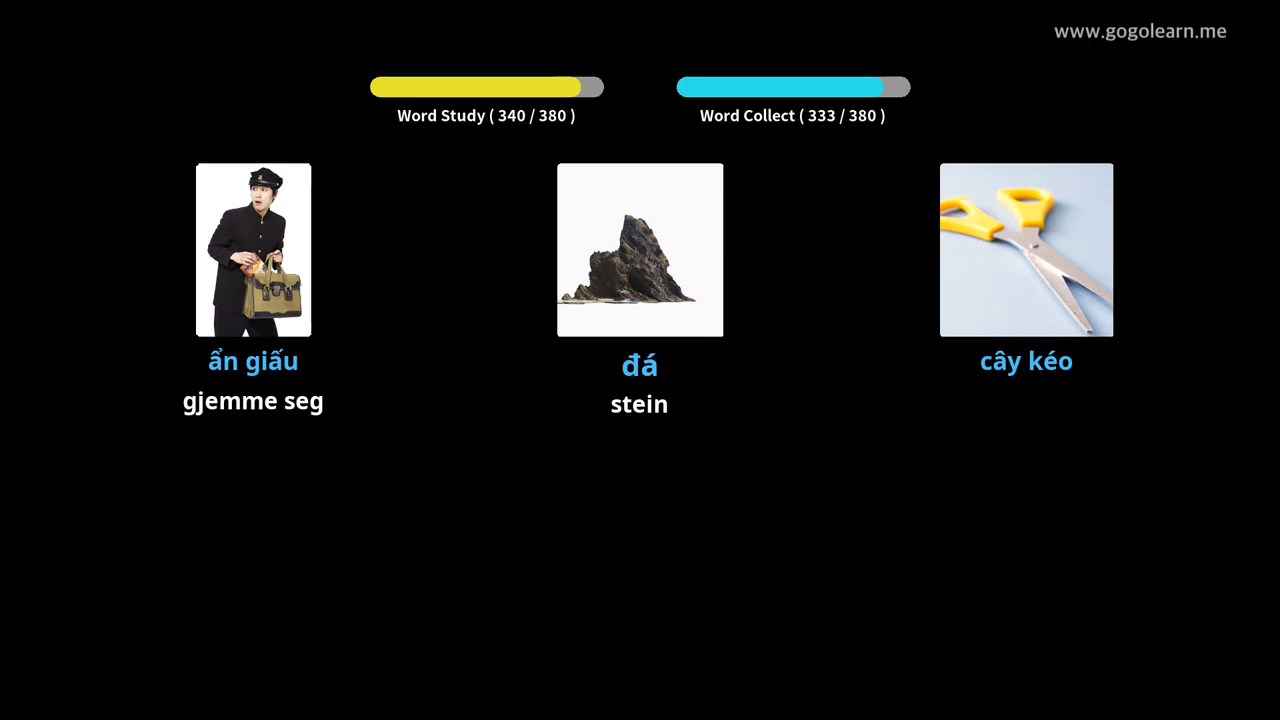 www.gogolearn.me
Word Study ( 340 / 380 )
Word Collect ( 333 / 380 )
ẩn giấu
đá
cây kéo
gjemme seg
stein